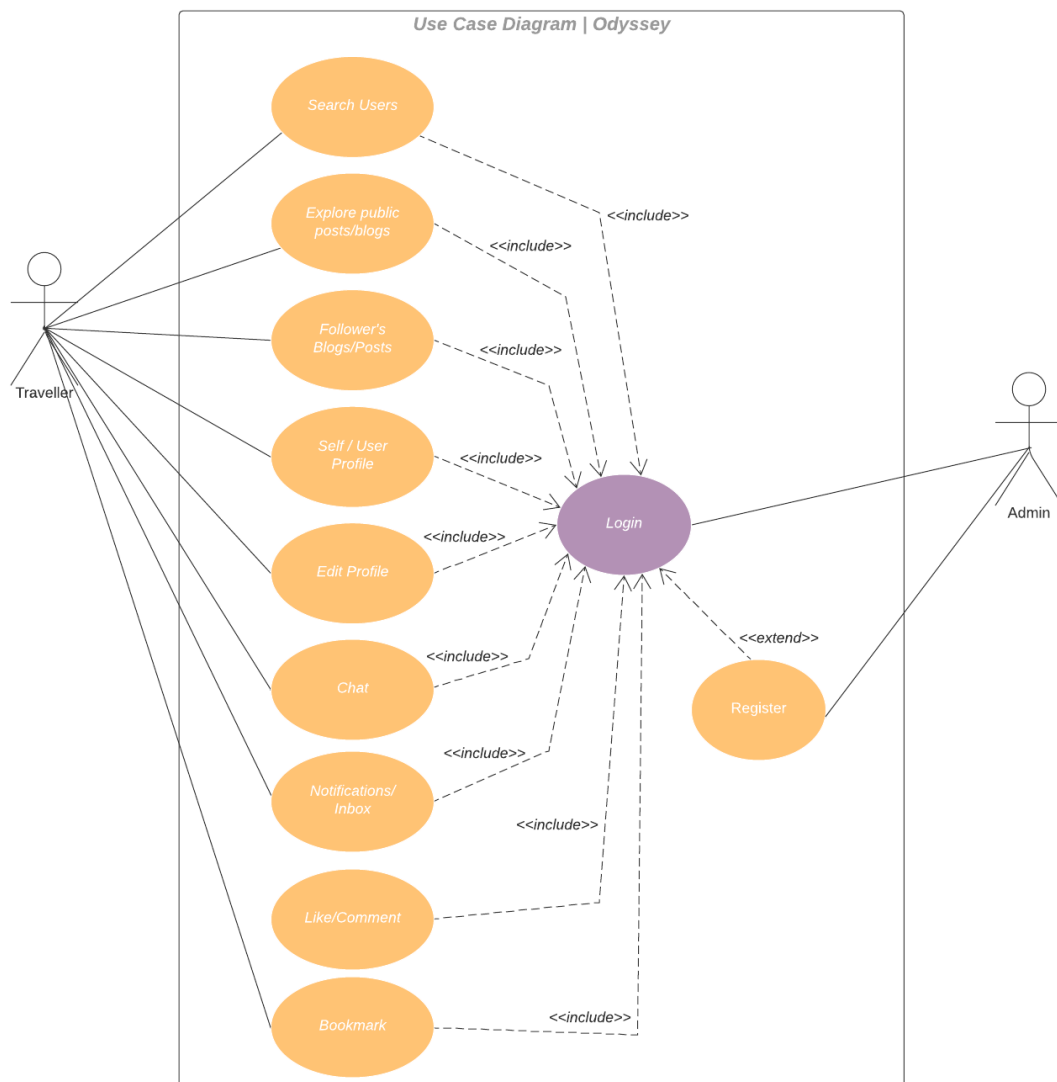 Use Case Diagram | Odyssey
Search Users
<<include>>
Explore public
posts/blogs
<<include>>
Traveller
Follower's
Blogs/Posts
<<include>>
Self / User
Profile
<<include>>
Admin
Login
Edit Profile
<<include>>
<<extend>>
Register
Chat
<<include>>
Notifications/
Inbox
<<include>>
<<include>>
Like/Comment
Bookmark
<<include>>